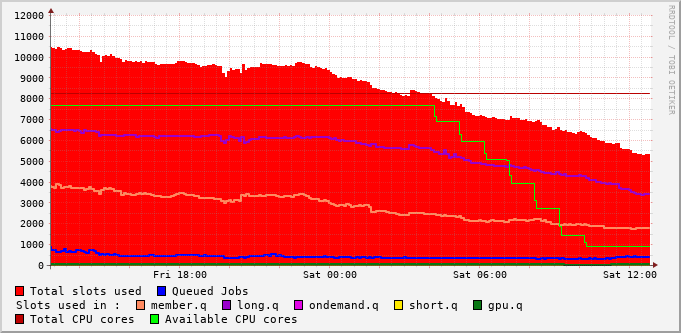 12000
11000
10000
9000
8000
7000
6000
5000
4000
3000
2000
1000
0
Fri 18:00 Sat 00:00 Sat 06:00 Sat 12:00
Total slots used Queued Jobs
Slots used in : member.q long.q ondemand.q short.q gpu.q
Total CPU cores Available CPU cores
RRDTOOL / TOBI OETIKER